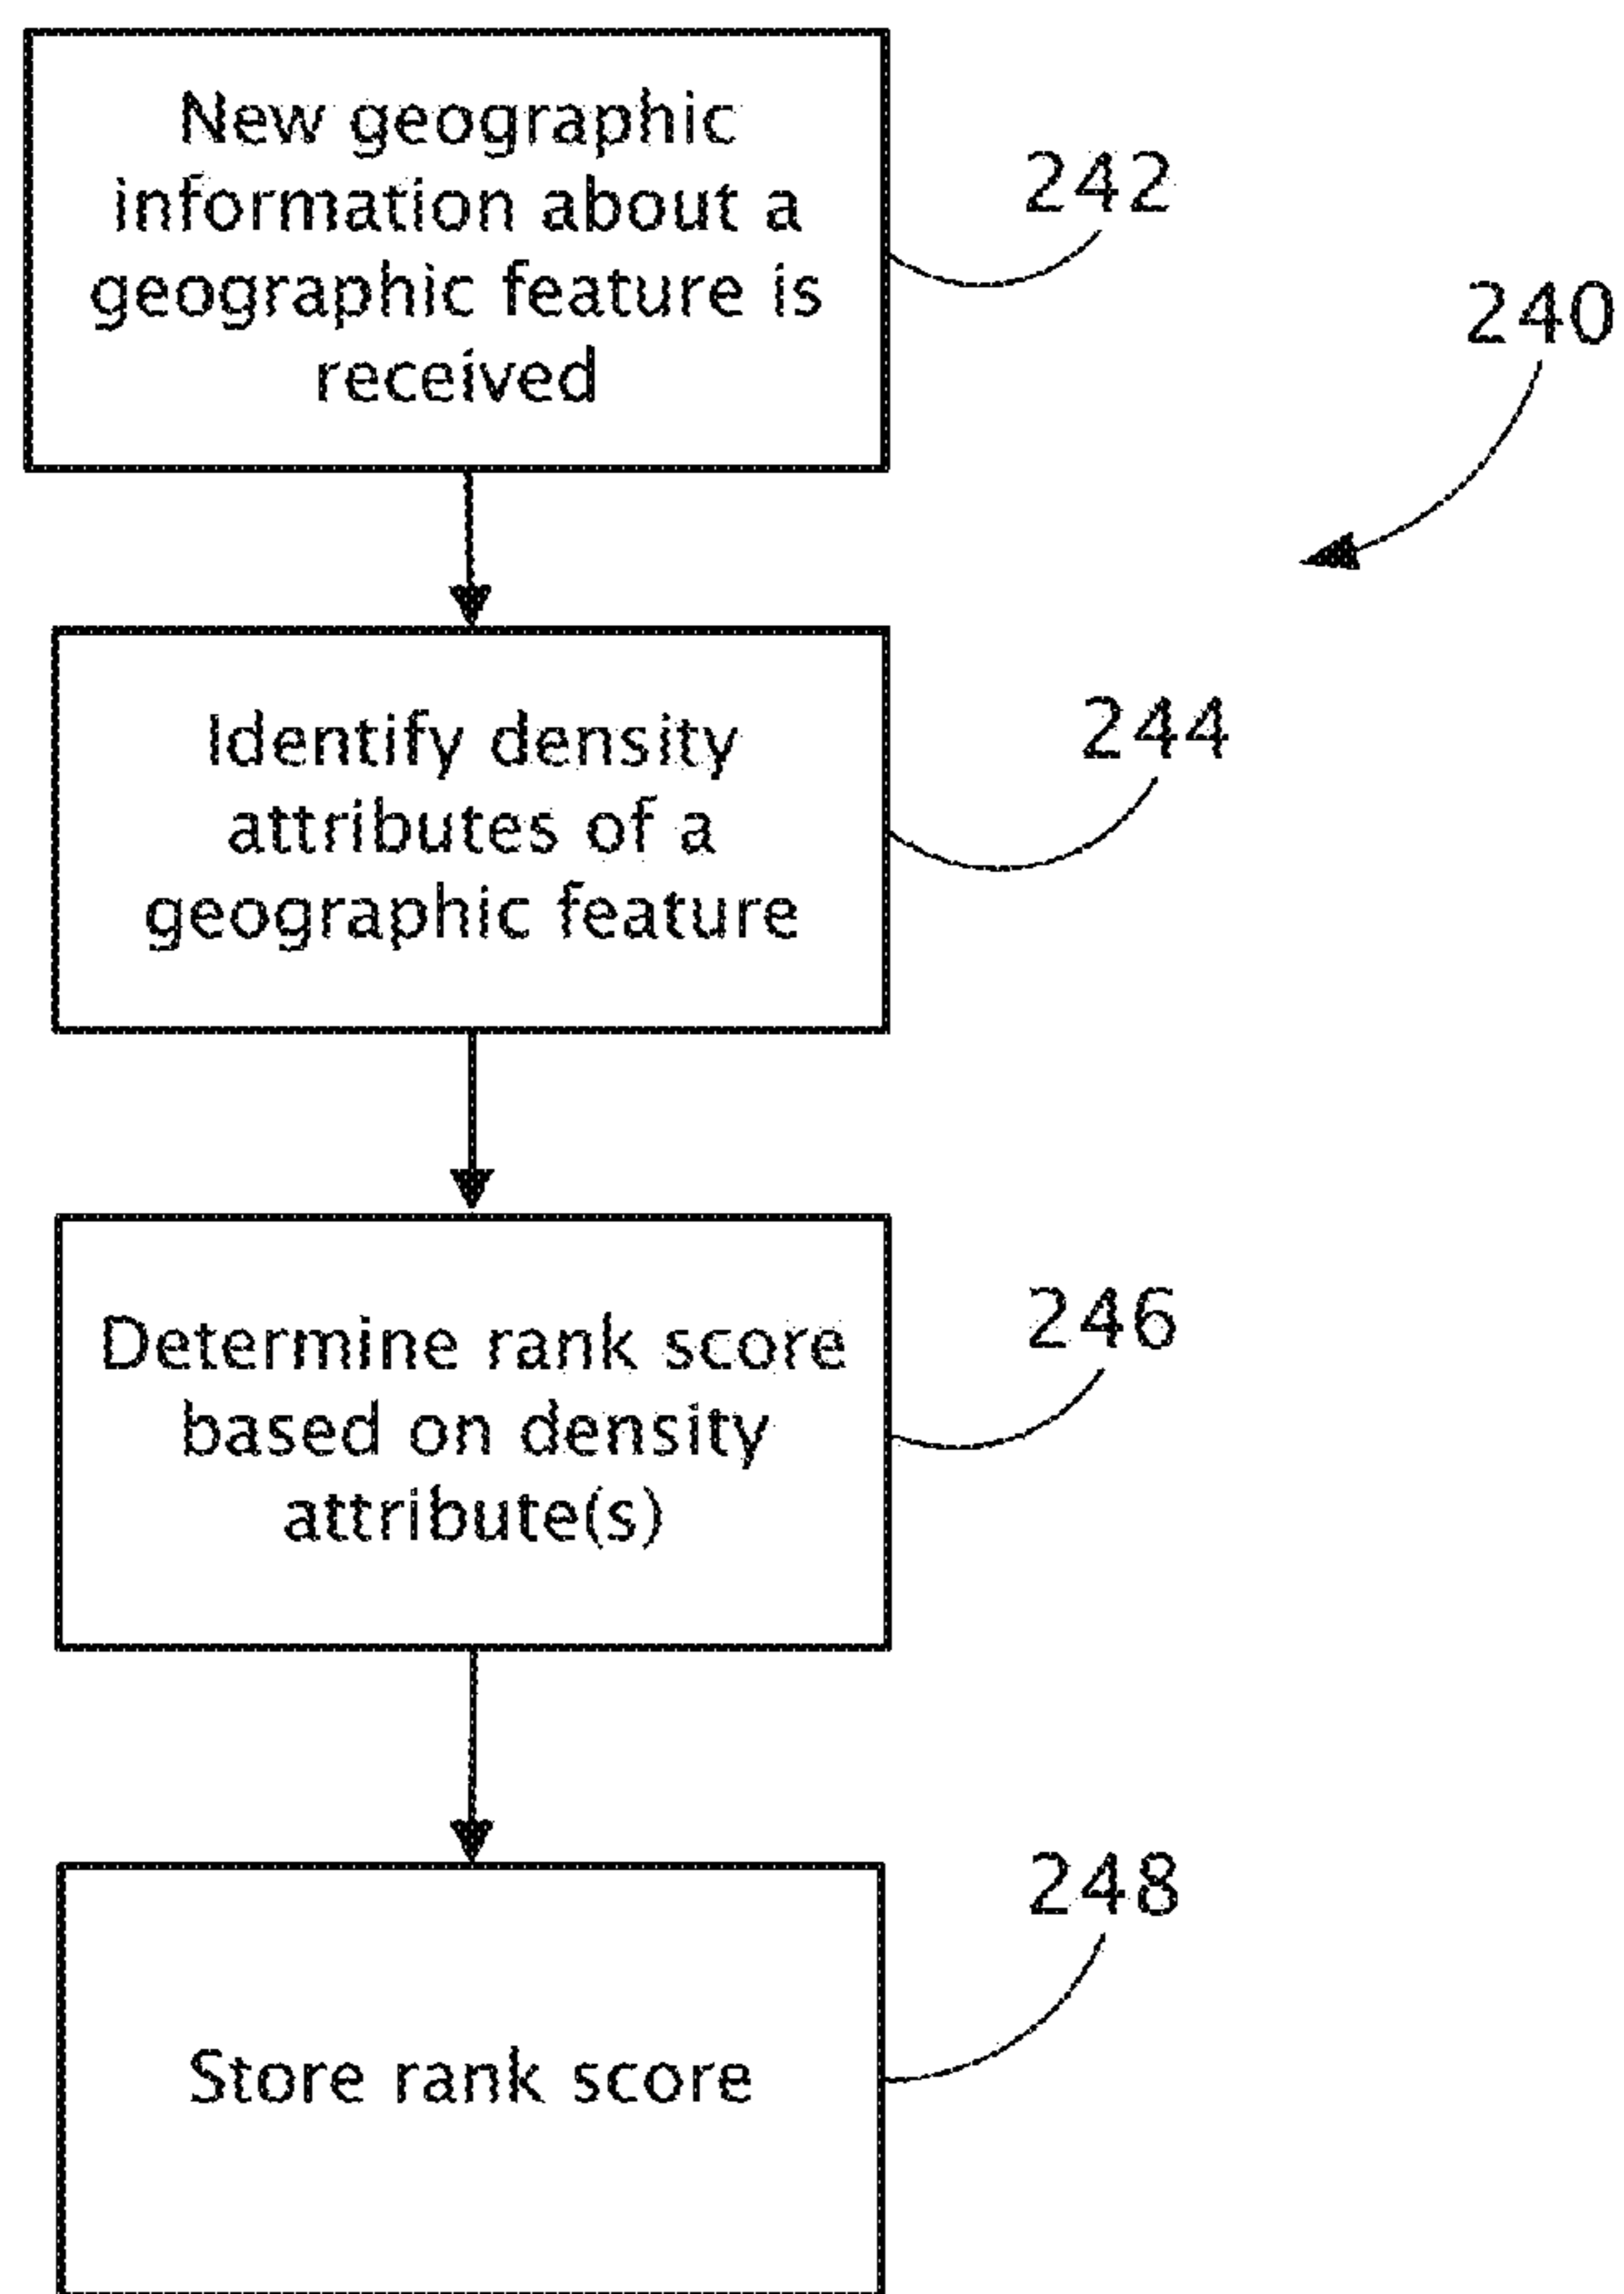 New geographic
information about a
geographic feature is
received
242
240
Identify density
attributes of a
geographic feature
244
Determine rank score
based on density
attribute(s)
246
Store rank score
248